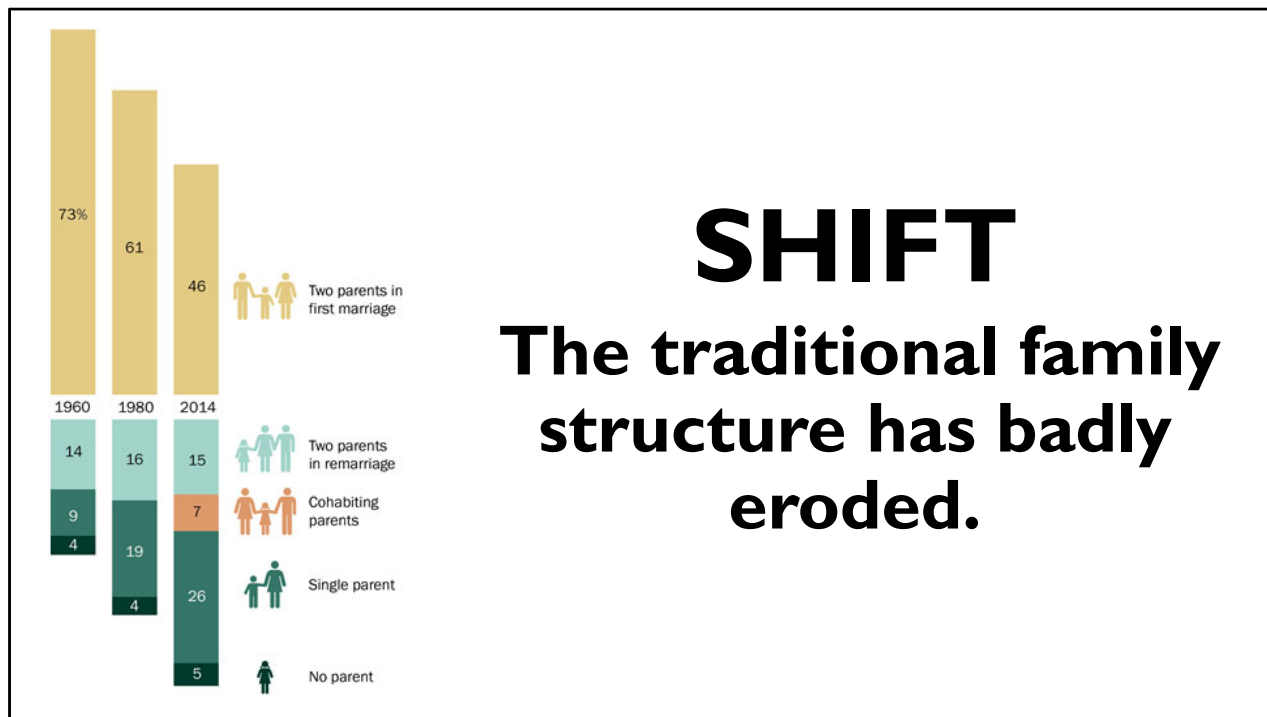 73%
61
46
Two parents in
first marriage
1960 1980 2014
14
16
15
Two parents
in remarriage
7
Cohabiting
parents
9
19
26
Single parent
4
4
5
No parent
SHIFT
The traditional family
structure has badly
eroded.